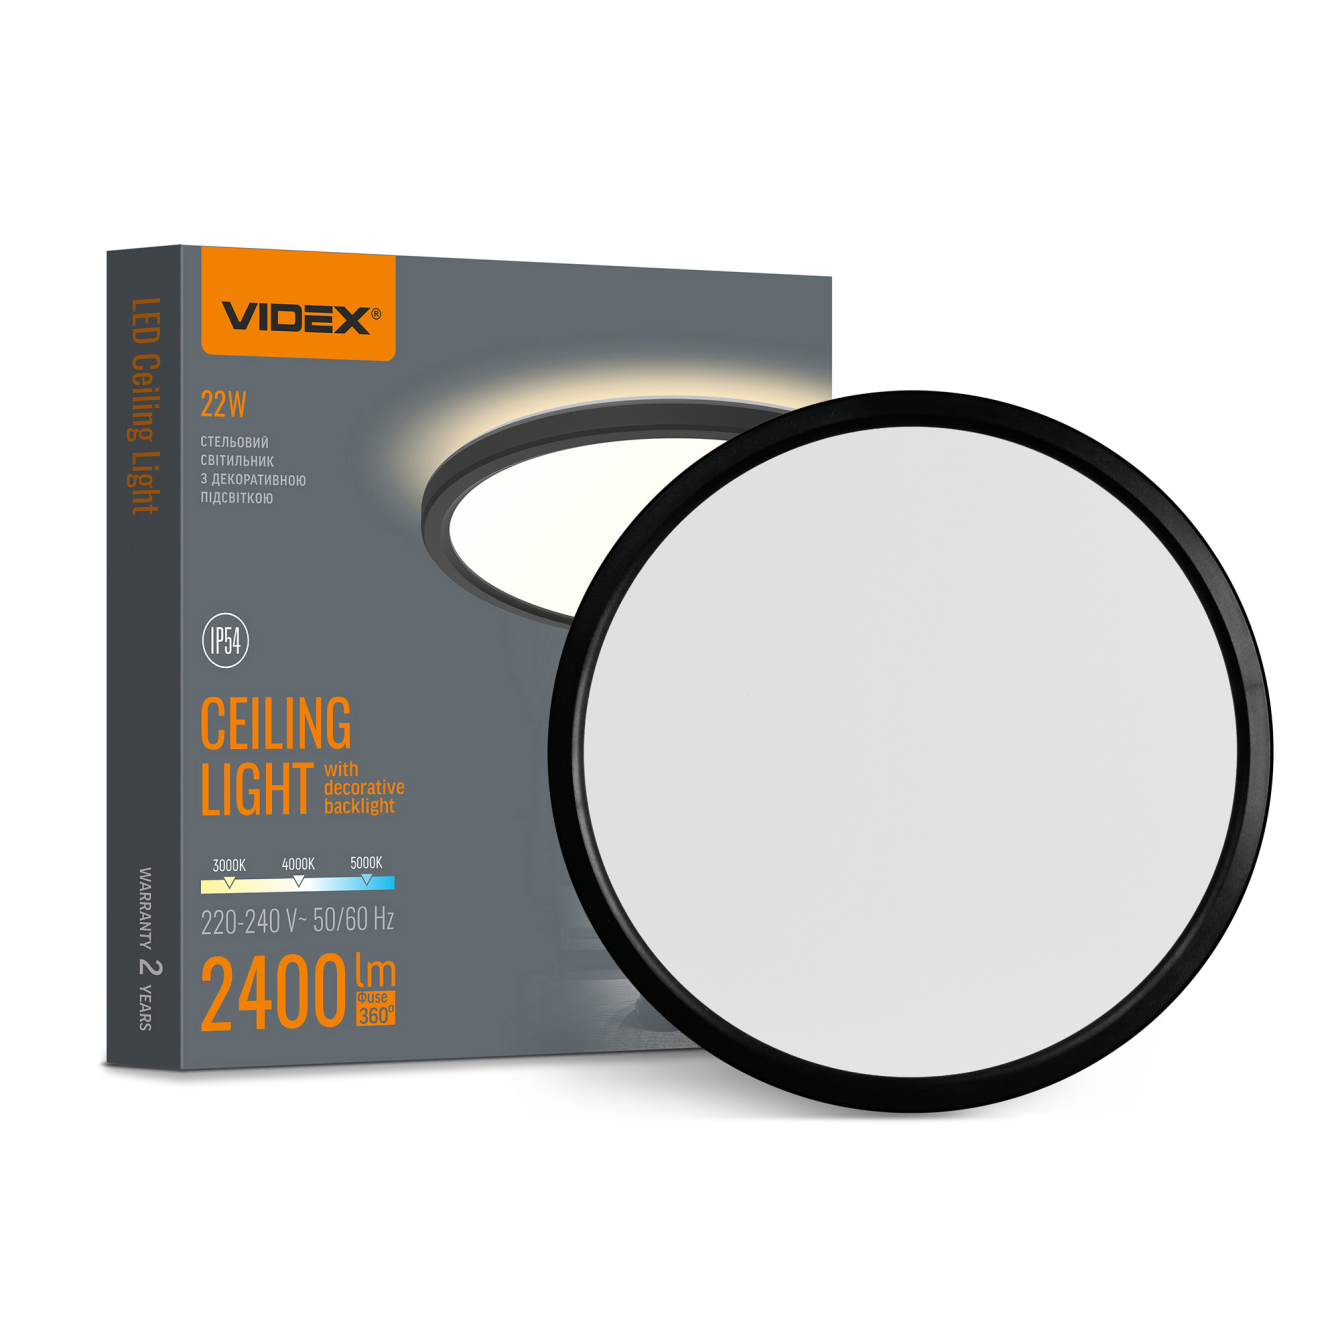 LED Ceiling Light
WARRANTY 2 YEARS
VIDEX®
22W
СТЕЛЬОВИЙ
СВІТИЛЬНИК
З ДЕКОРАТИВНОЮ
ПІДСВІТКОЮ
IP54
CEILING
LIGHT with
decorative
backlight
3000K 4000K 5000K
220-240 V~ 50/60 Hz
2400 lm
Фuse
360°